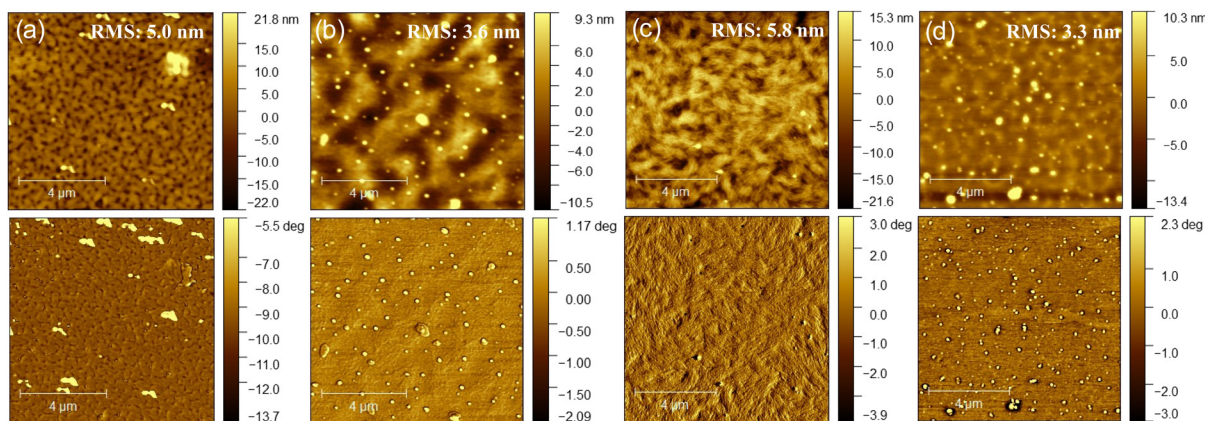 (a)
RMS: 5.0 nm
4 µm
21.8 nm
15.0
10.0
5.0
0.0
−5.0
−10.0
−15.0
−22.0
(b)
RMS: 3.6 nm
4 µm
9.3 nm
6.0
4.0
2.0
0.0
−2.0
−4.0
−6.0
−10.5
(c)
RMS: 5.8 nm
4 µm
15.3 nm
10.0
5.0
0.0
−5.0
−10.0
−15.0
−21.6
(d)
RMS: 3.3 nm
4 µm
10.3 nm
5.0
0.0
−5.0
−13.4
4 µm
−5.5 deg
−7.0
−8.0
−9.0
−10.0
−11.0
−12.0
−13.7
4 µm
1.17 deg
0.50
0.00
−0.50
−1.00
−1.50
−2.09
4 µm
3.0 deg
2.0
1.0
0.0
−1.0
−2.0
−3.9
4 µm
2.3 deg
1.0
0.0
−1.0
−2.0
−3.0